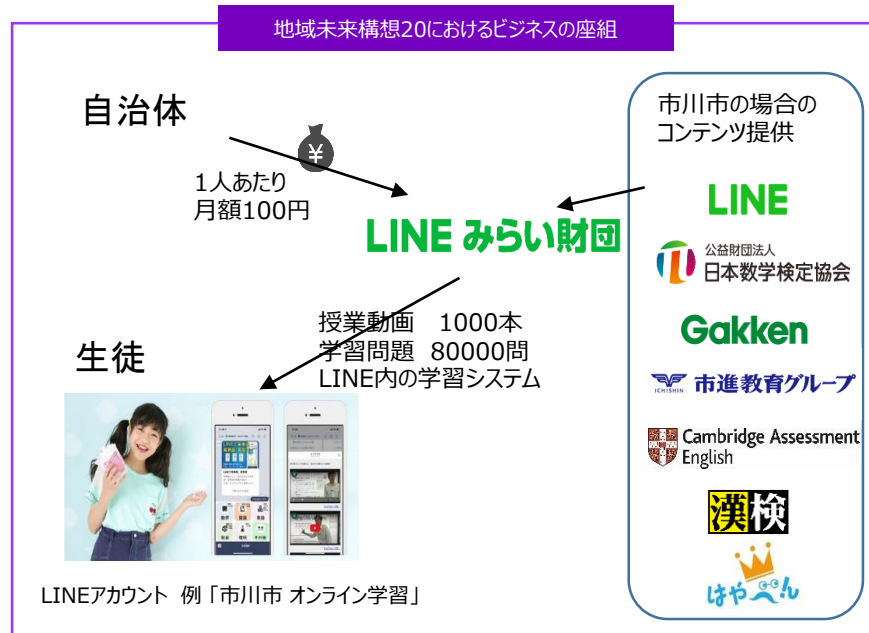 地域未来構想20におけるビジネスの座組
自治体
¥
1人あたり
月額100円
LINE みらい財団
授業動画　1000本
学習問題 80000問
LINE内の学習システム
生徒
LINEアカウント 例「市川市 オンライン学習」
市川市の場合の
コンテンツ提供
LINE
公益財団法人
日本数学検定協会
Gakken
ICHISHIN
市進教育グループ
Cambridge Assessment
English
漢検
はやべん